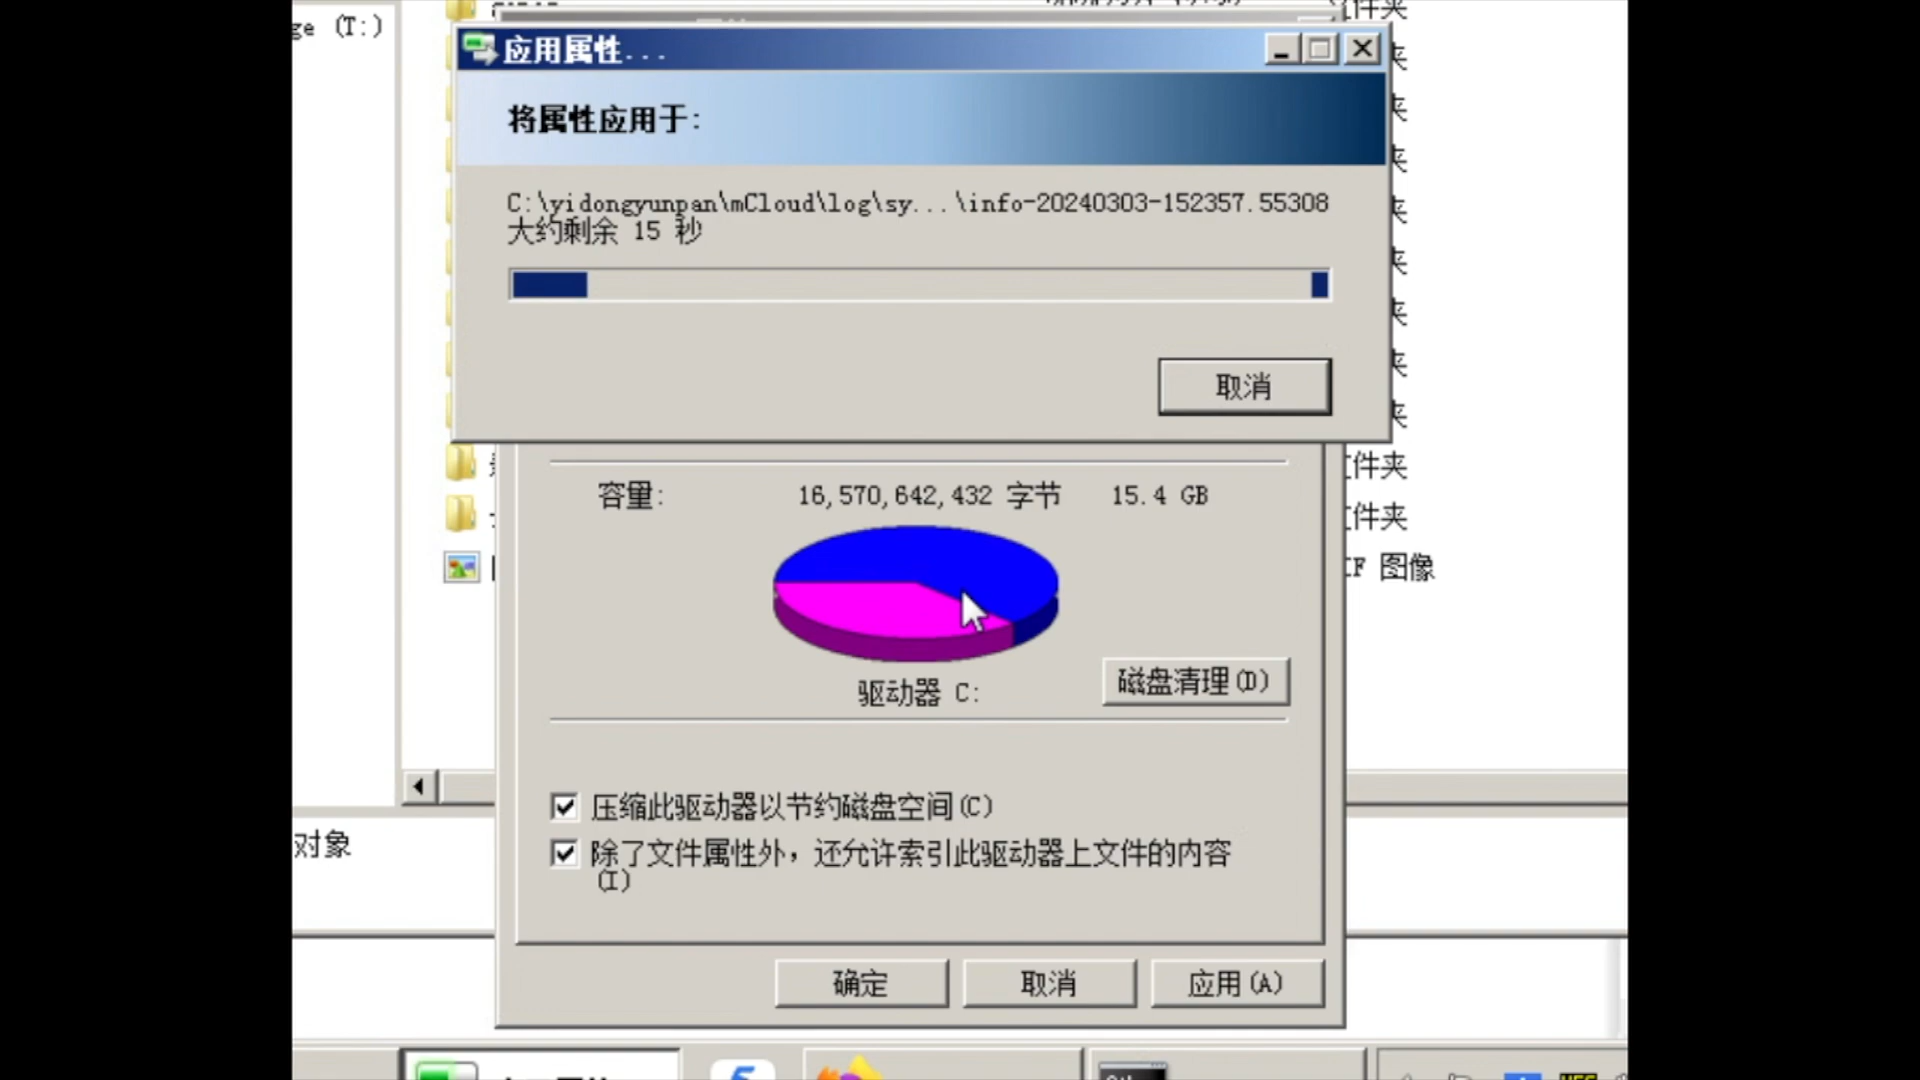 ge (T:)
应用属性...
将属性应用于:
C:\yidongyunpan\mCloud\log\sy...\info-20240303-152357.55308
大约剩余 15 秒
取消
件夹
容量: 16,570,642,432 字节 15.4 GB
件夹
图像
驱动器 C:
磁盘清理(D)
压缩此驱动器以节约磁盘空间(C)
对象
除了文件属性外，还允许索引此驱动器上文件的内容
(I)
确定 取消 应用(A)